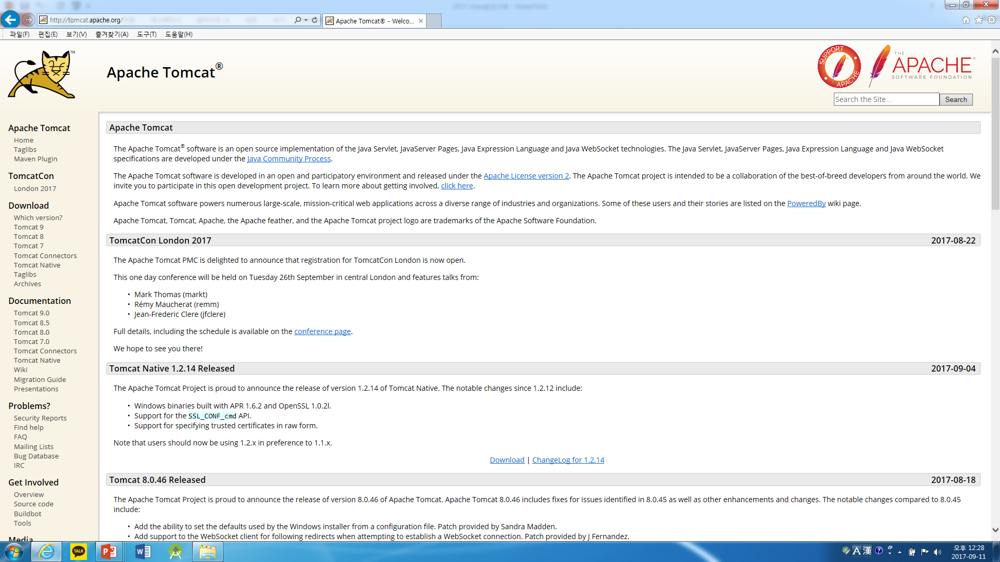 http://tomcat.apache.org/
Apache Tomcat® - Welco...
파일(F) 편집(E) 보기(V) 즐겨찾기(A) 도구(T) 도움말(H)
TM
Apache Tomcat®
SUPPORT APACHE
THE
APACHE®
SOFTWARE FOUNDATION
Search the Site...
Search
Apache Tomcat
Home
Taglibs
Maven Plugin
TomcatCon
London 2017
Download
Which version?
Tomcat 9
Tomcat 8
Tomcat 7
Tomcat Connectors
Tomcat Native
Taglibs
Archives
Documentation
Tomcat 9.0
Tomcat 8.5
Tomcat 8.0
Tomcat 7.0
Tomcat Connectors
Tomcat Native
Wiki
Migration Guide
Presentations
Problems?
Security Reports
Find help
FAQ
Mailing Lists
Bug Database
IRC
Get Involved
Overview
Source code
Buildbot
Tools
Media
Apache Tomcat
The Apache Tomcat® software is an open source implementation of the Java Servlet, JavaServer Pages, Java Expression Language and Java WebSocket technologies. The Java Servlet, JavaServer Pages, Java Expression Language and Java WebSocket
specifications are developed under the Java Community Process.
The Apache Tomcat software is developed in an open and participatory environment and released under the Apache License version 2. The Apache Tomcat project is intended to be a collaboration of the best-of-breed developers from around the world. We
invite you to participate in this open development project. To learn more about getting involved, click here.
Apache Tomcat software powers numerous large-scale, mission-critical web applications across a diverse range of industries and organizations. Some of these users and their stories are listed on the PoweredBy wiki page.
Apache Tomcat, Tomcat, Apache, the Apache feather, and the Apache Tomcat project logo are trademarks of the Apache Software Foundation.
TomcatCon London 2017 2017-08-22
The Apache Tomcat PMC is delighted to announce that registration for TomcatCon London is now open.
This one day conference will be held on Tuesday 26th September in central London and features talks from:
• Mark Thomas (markt)
• Rémy Maucherat (remm)
• Jean-Frederic Clere (jfclere)
Full details, including the schedule is available on the conference page.
We hope to see you there!
Tomcat Native 1.2.14 Released 2017-09-04
The Apache Tomcat Project is proud to announce the release of version 1.2.14 of Tomcat Native. The notable changes since 1.2.12 include:
• Windows binaries built with APR 1.6.2 and OpenSSL 1.0.2l.
• Support for the SSL_CONF_cmd API.
• Support for specifying trusted certificates in raw form.
Note that users should now be using 1.2.x in preference to 1.1.x.
Download | ChangeLog for 1.2.14
Tomcat 8.0.46 Released 2017-08-18
The Apache Tomcat Project is proud to announce the release of version 8.0.46 of Apache Tomcat. Apache Tomcat 8.0.46 includes fixes for issues identified in 8.0.45 as well as other enhancements and changes. The notable changes compared to 8.0.45
include:
• Add the ability to set the defaults used by the Windows installer from a configuration file. Patch provided by Sandra Madden.
• Add support to the WebSocket client for following redirects when attempting to establish a WebSocket connection. Patch provided by J Fernandez.
TALK
A 漢
오후 12:28
2017-09-11